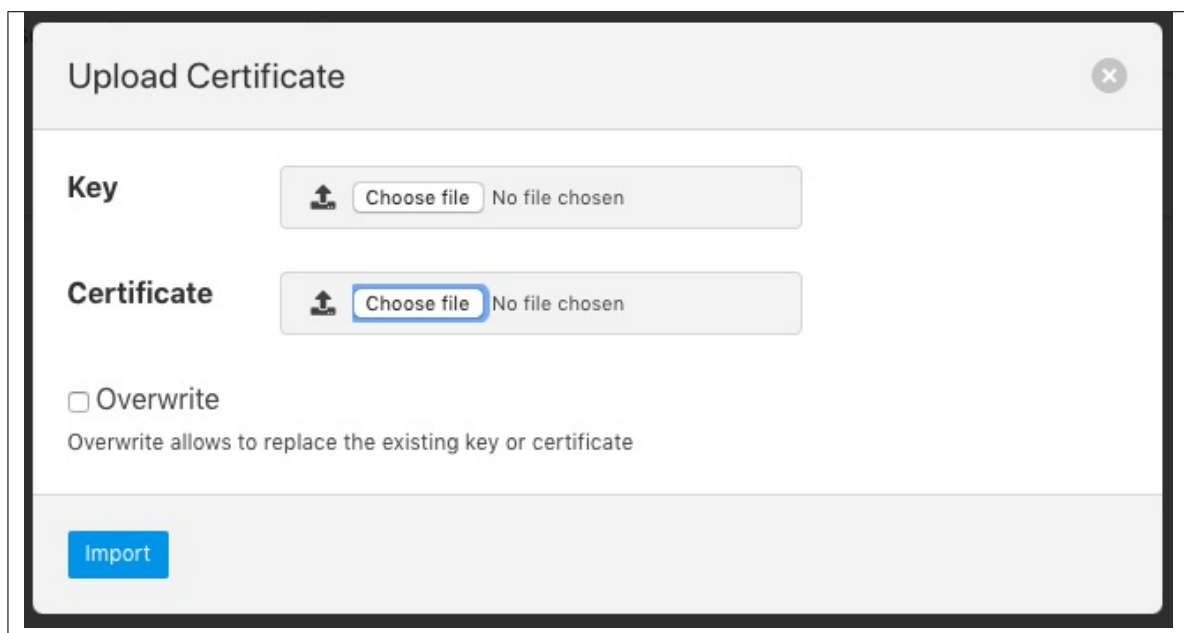 Upload Certificate
Key
Choose file No file chosen
Certificate
Choose file No file chosen
Overwrite
Overwrite allows to replace the existing key or certificate
Import